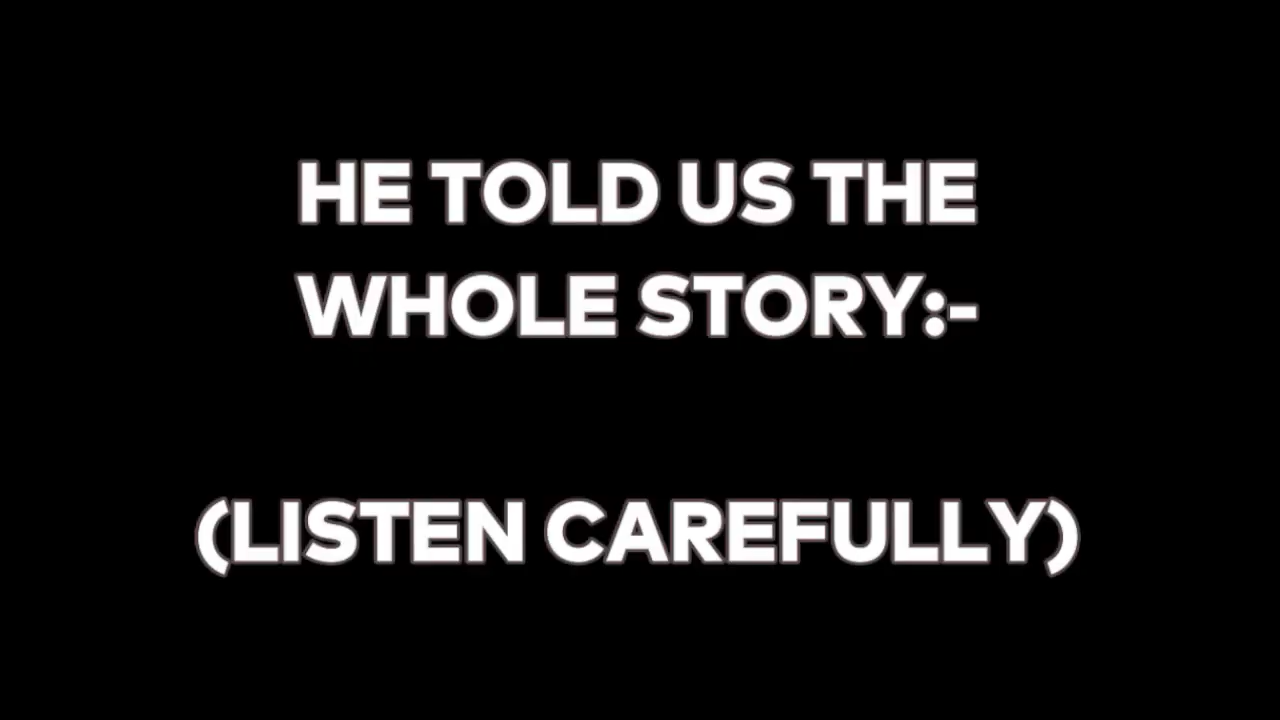 HE TOLD US THE
WHOLE STORY:-
(LISTEN CAREFULLY)